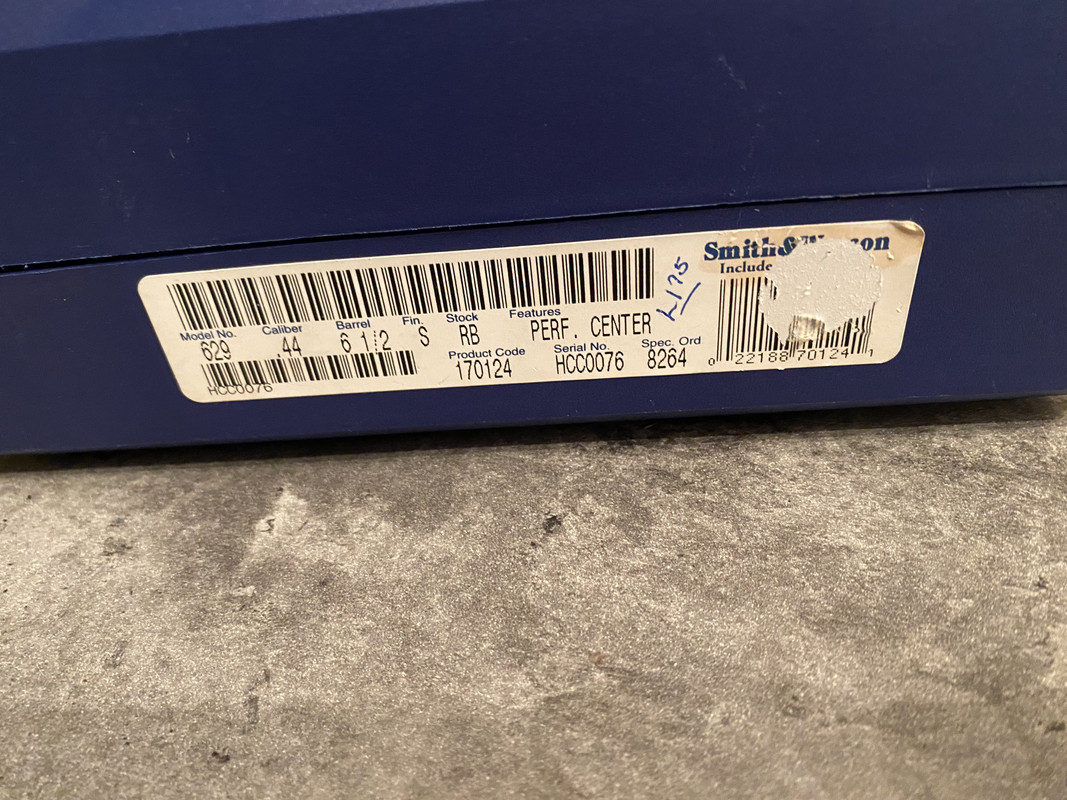 Smith & Wesson
Include
Model No. Caliber Barrel Fin. Stock Features
629 .44 6 1:2 S RB PERF. CENTER
Product Code Serial No. Spec. Ord
170124 HCC0076 8264
HCC0076
0 22188 70124 1